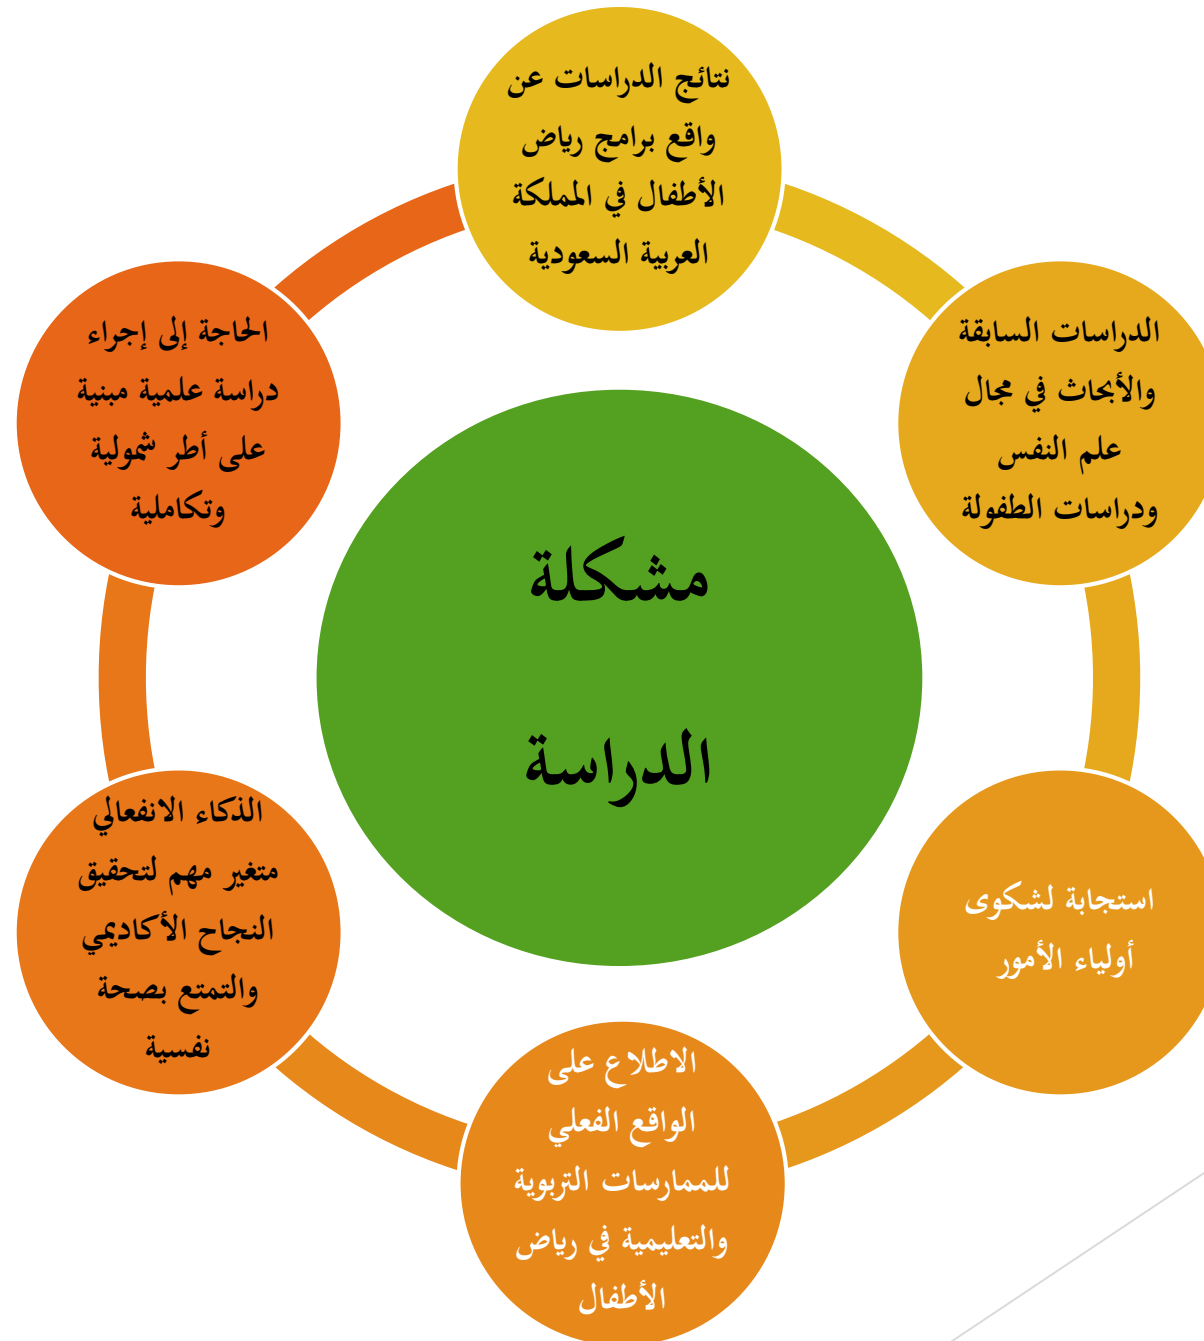 نتائج الدراسات عن
واقع برامج رياض
الأطفال في المملكة
العربية السعودية
الدراسات السابقة
والأبحاث في مجال
علم النفس
ودراسات الطفولة
استجابة لشكوى
أولياء الأمور
الاطلاع على
الواقع الفعلي
للممارسات التربوية
والتعليمية في رياض
الأطفال
الذكاء الانفعالي
متغير مهم لتحقيق
النجاح الأكاديمي
والتمتع بصحة
نفسية
الحاجة إلى إجراء
دراسة علمية مبنية
على أطر شمولية
وتكاملية
مشكلة
الدراسة